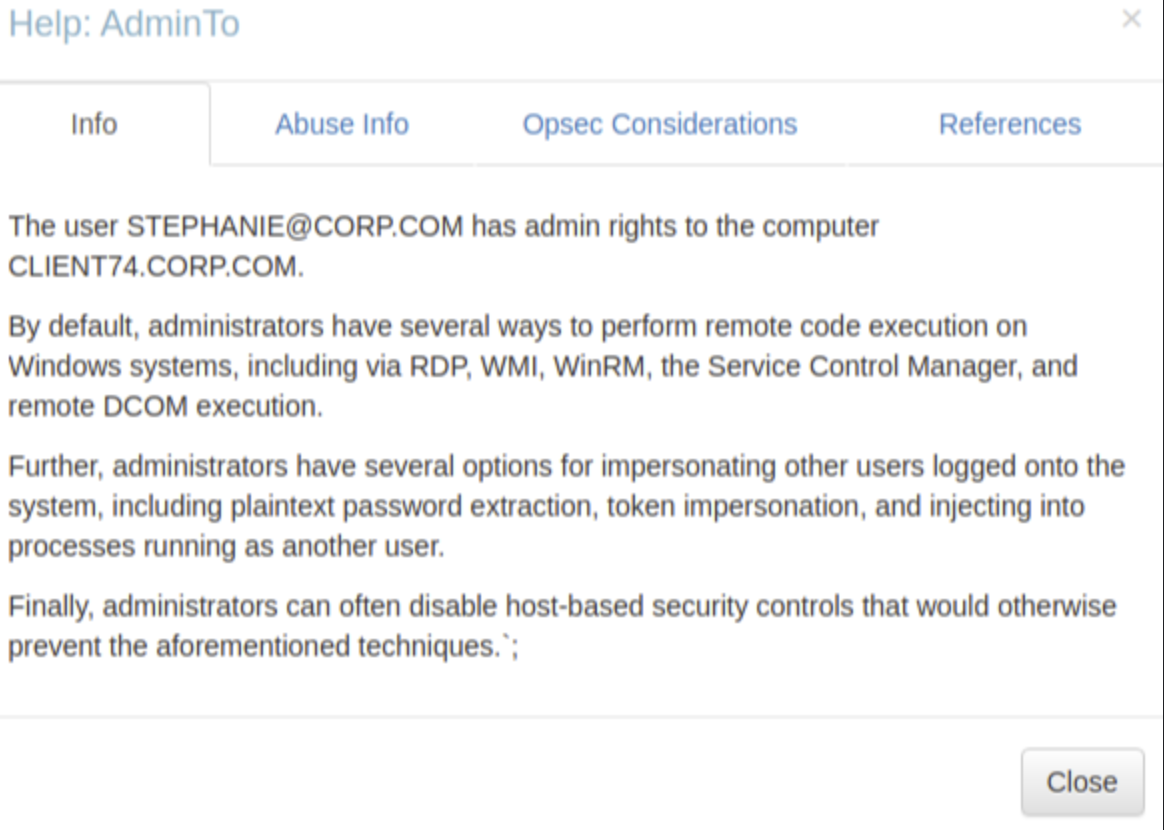 Help: AdminTo
×
Info
Abuse Info
Opsec Considerations
References
The user STEPHANIE@CORP.COM has admin rights to the computer
CLIENT74.CORP.COM.
By default, administrators have several ways to perform remote code execution on
Windows systems, including via RDP, WMI, WinRM, the Service Control Manager, and
remote DCOM execution.
Further, administrators have several options for impersonating other users logged onto the
system, including plaintext password extraction, token impersonation, and injecting into
processes running as another user.
Finally, administrators can often disable host-based security controls that would otherwise
prevent the aforementioned techniques.`;
Close